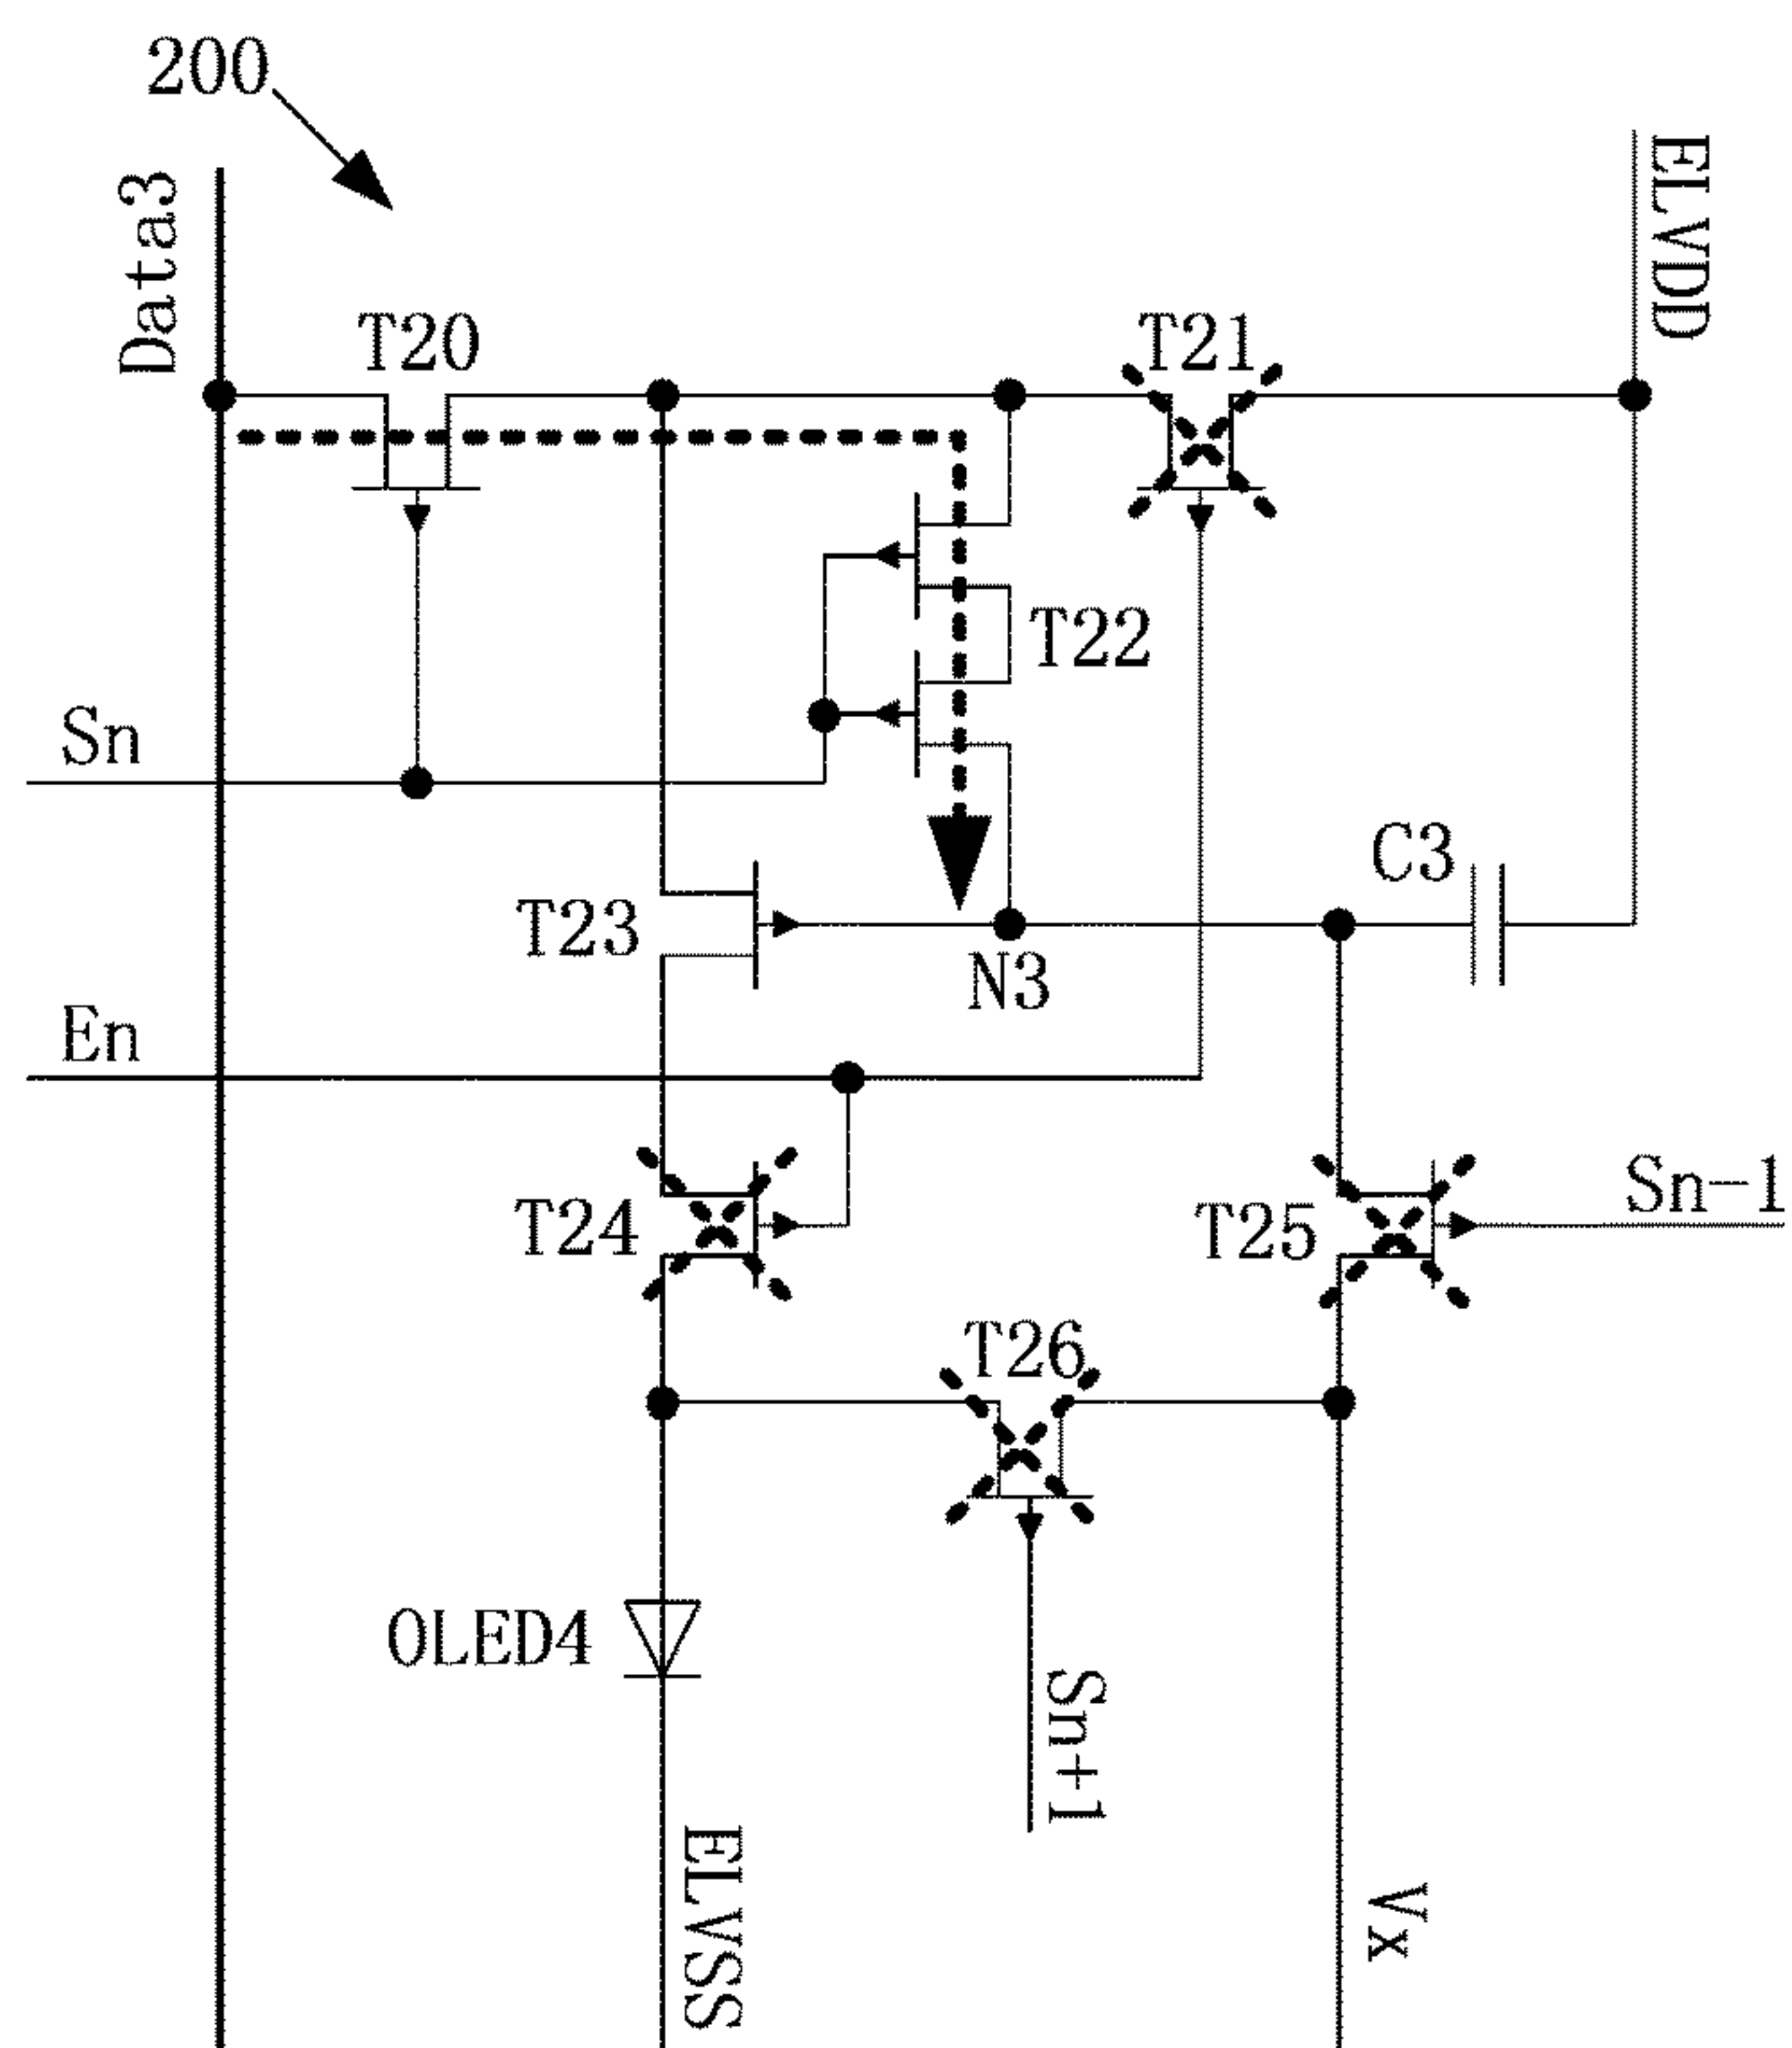 200
Data3
ELVDD
T20
T21
T22
Sn
C3
T23
N3
En
T24
T25
Sn-1
T26
OLED4
Sn+1
ELVSS
Vx